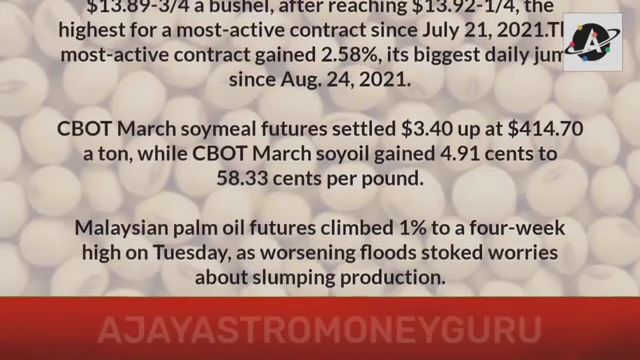 $13.89-3/4 a bushel, after reaching $13.92-1/4, the
highest for a most-active contract since July 21, 2021.
most-active contract gained 2.58%, its biggest daily
since Aug. 24, 2021.
CBOT March soymeal futures settled $3.40 up at $414.70
a ton, while CBOT March soyoil gained 4.91 cents to
58.33 cents per pound.
Malaysian palm oil futures climbed 1% to a four-week
high on Tuesday, as worsening floods stoked worries
about slumping production.
AJAYASTROMONEYGURU